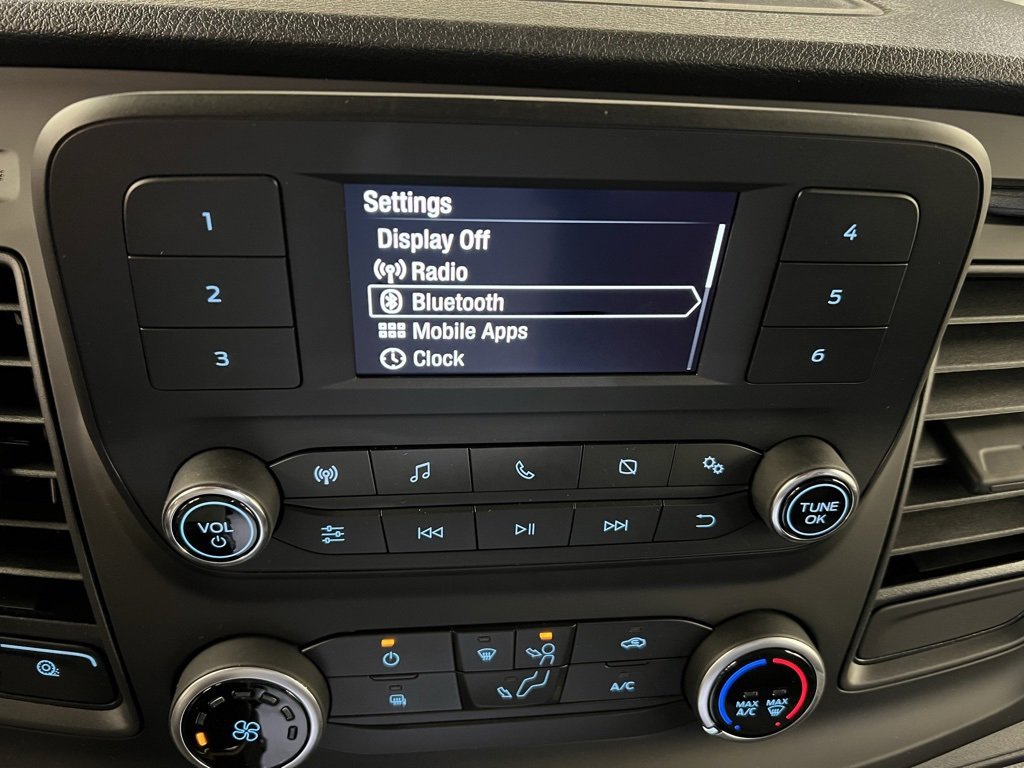 1
2
3
Settings
Display Off
Radio
Bluetooth
Mobile Apps
Clock
4
5
6
VOL
TUNE
OK
A/C
MAX
A/C
MAX